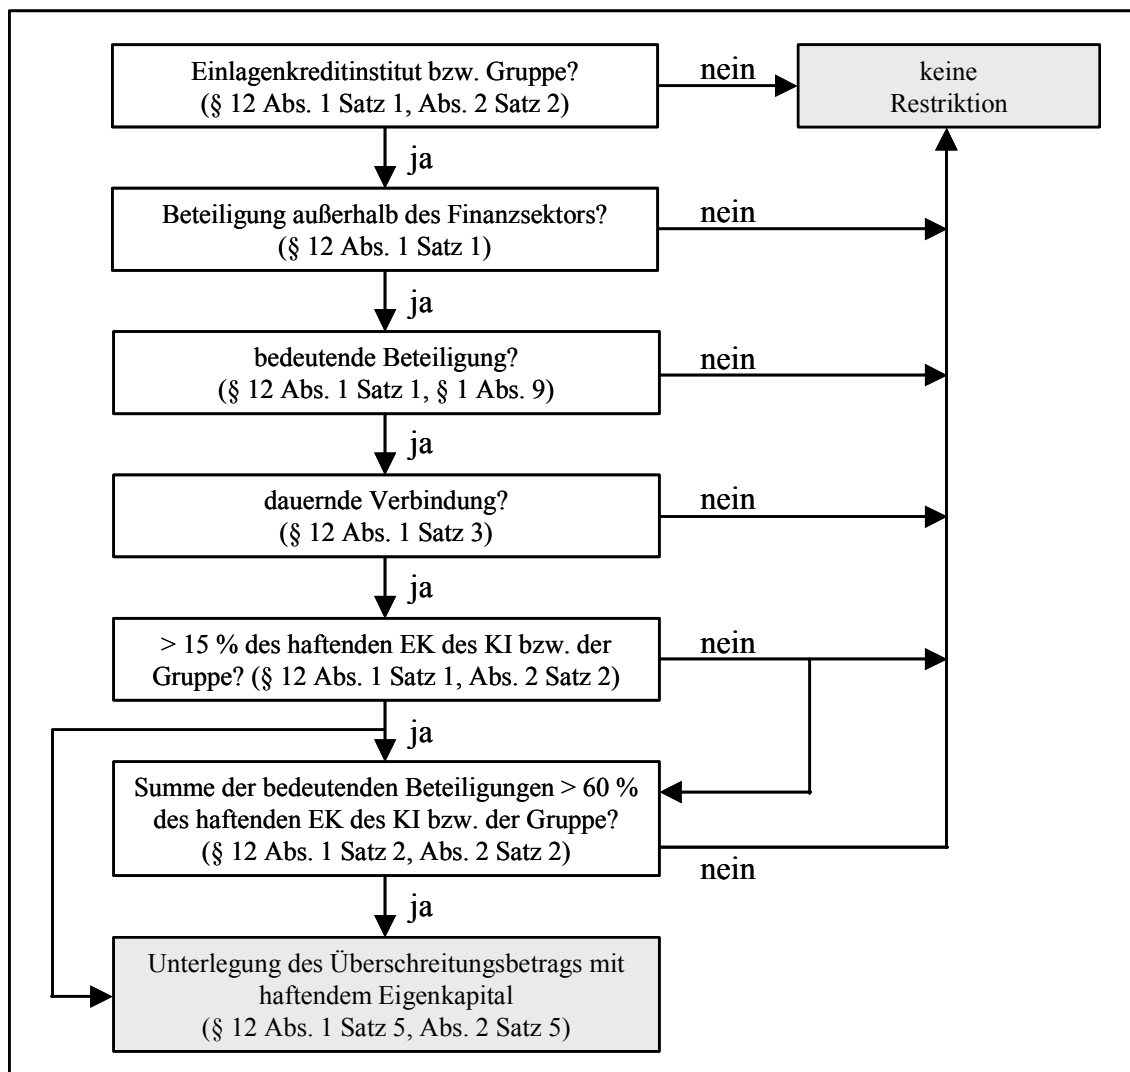 Einlagenkreditinstitut bzw. Gruppe?
(§ 12 Abs. 1 Satz 1, Abs. 2 Satz 2)
nein
keine
Restriktion
ja
Beteiligung außerhalb des Finanzsektors?
(§ 12 Abs. 1 Satz 1)
nein
ja
bedeutende Beteiligung?
(§ 12 Abs. 1 Satz 1, § 1 Abs. 9)
nein
ja
dauernde Verbindung?
(§ 12 Abs. 1 Satz 3)
nein
ja
> 15 % des haftenden EK des KI bzw. der
Gruppe? (§ 12 Abs. 1 Satz 1, Abs. 2 Satz 2)
nein
ja
Summe der bedeutenden Beteiligungen > 60 %
des haftenden EK des KI bzw. der Gruppe?
(§ 12 Abs. 1 Satz 2, Abs. 2 Satz 2)
nein
ja
Unterlegung des Überschreitungsbetrags mit
haftendem Eigenkapital
(§ 12 Abs. 1 Satz 5, Abs. 2 Satz 5)